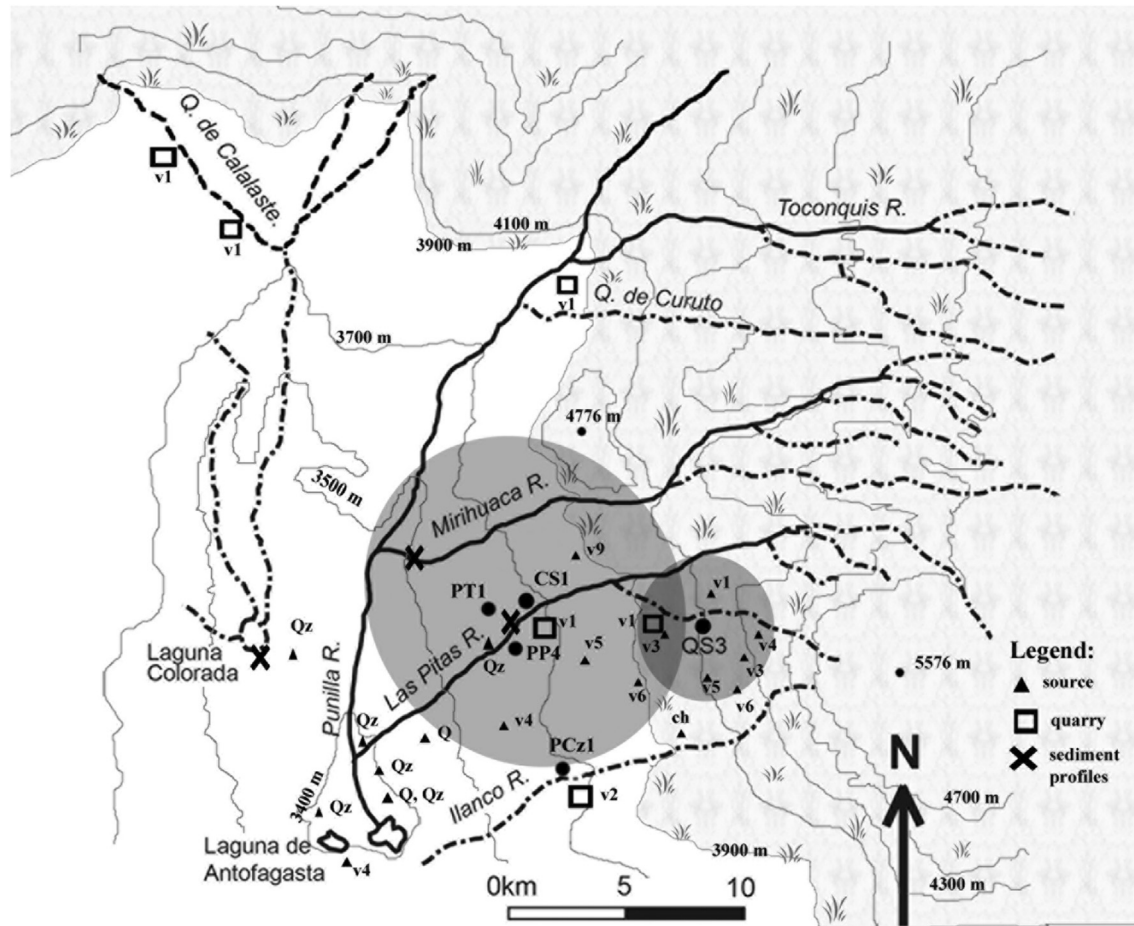 Q. de Calalaste.
v1
v1
4100 m
3900 m
Toconquis R.
v1
Q. de Curuto
3700 m
4776 m
3500 m
Mirihuaca R.
v9
CS1
PT1
v1
v1
v1
Qz
Laguna
Colorada
Punilla R.
Las Pitas R.
Qz
PP4
v5
v3
QS3
v4
v3
v6
v5
v6
5576 m
Legend:
source
quarry
sediment
profiles
Qz
Q
v4
ch
PCz1
N
Qz
Q, Qz
Ilanco R.
v2
3400 m
Qz
4700 m
Laguna de
Antofagasta
v4
3900 m
4300 m
0km 5 10